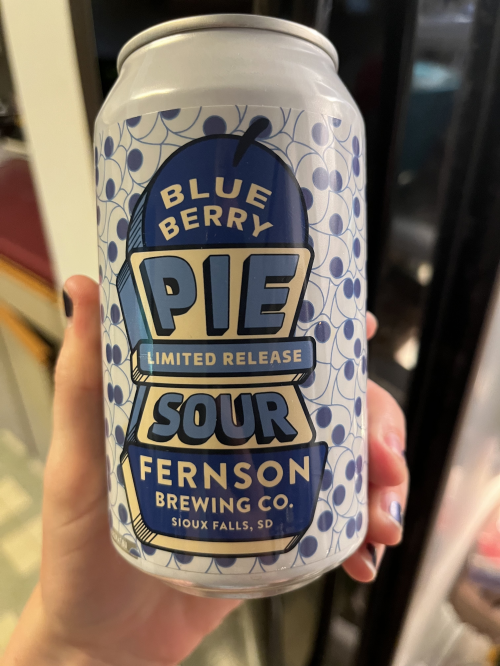 BLUE
BERRY
PIE
LIMITED RELEASE
SOUR
FERNSON
BREWING CO.
SIOUX FALLS, SD